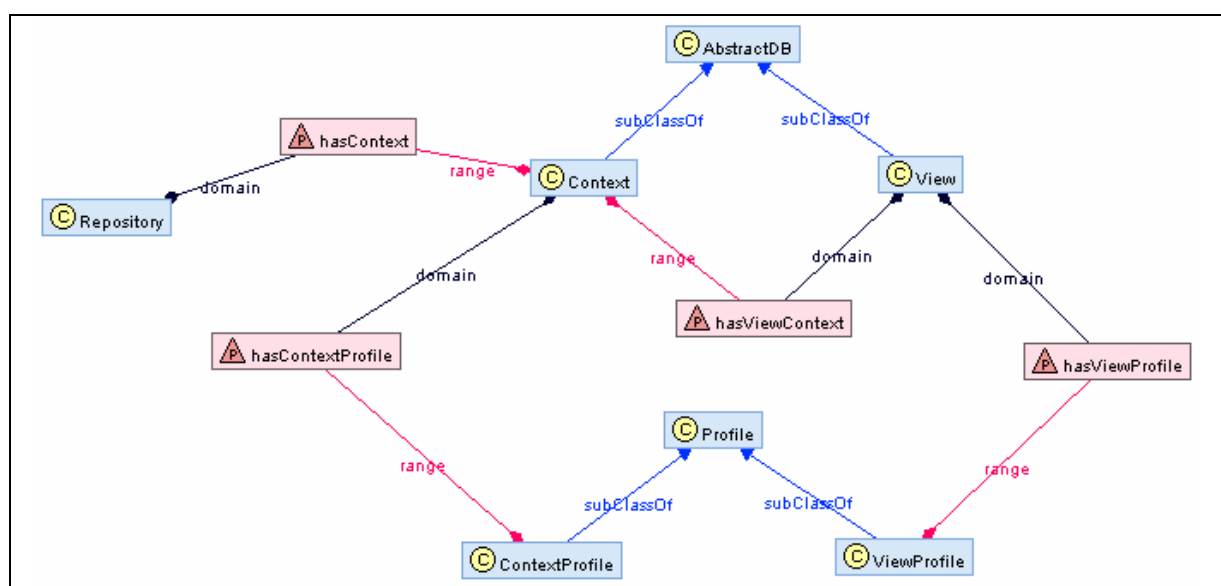 C AbstractDB
subClassOf
subClassOf
P hasContext
range
C Context
C View
domain
C Repository
domain
range
domain
domain
P hasViewContext
P hasContextProfile
P hasViewProfile
C Profile
range
range
subClassOf
subClassOf
C ContextProfile
C ViewProfile